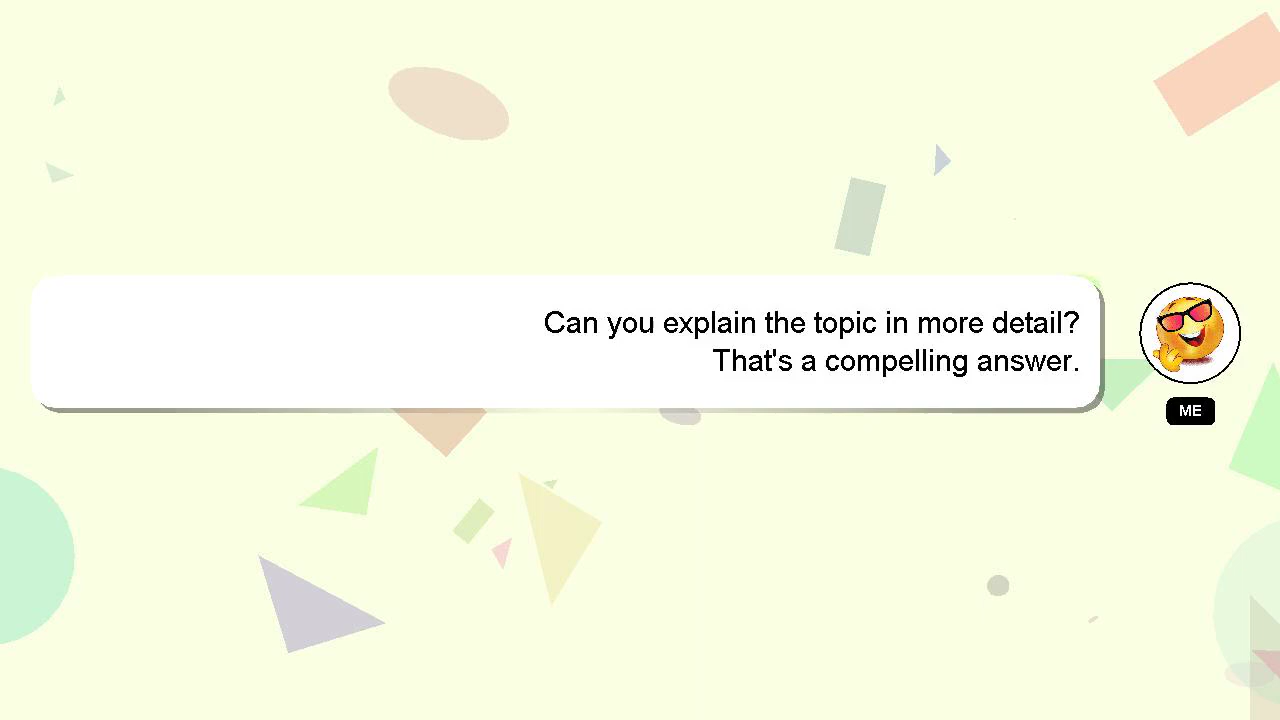 Can you explain the topic in more detail?
That's a compelling answer.
ME